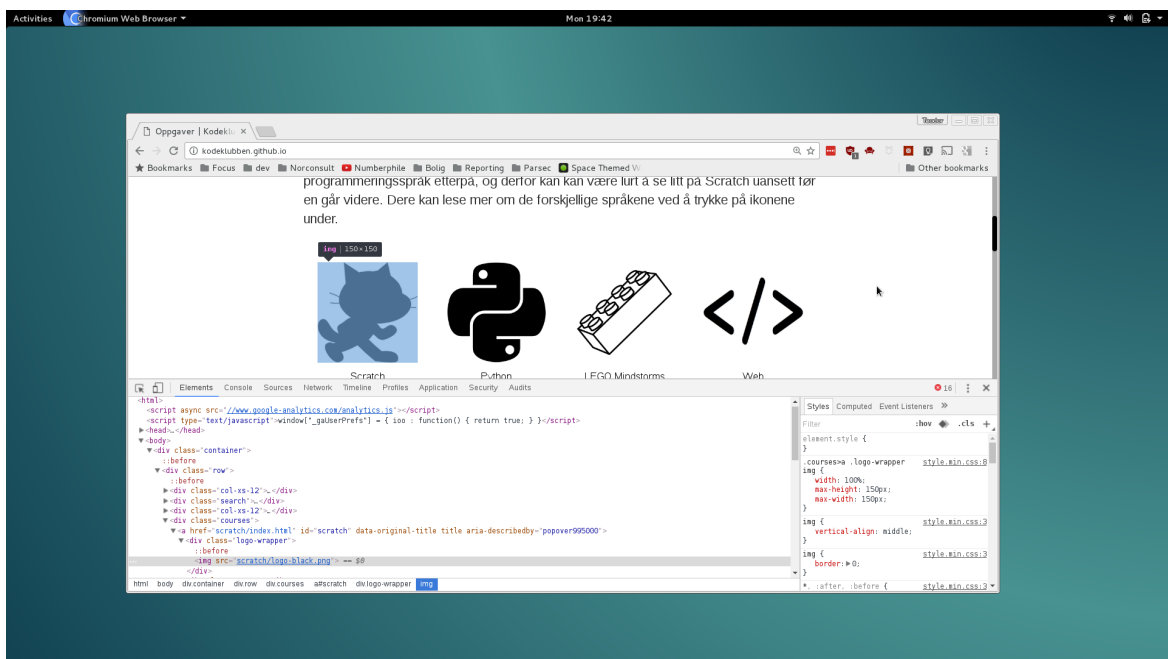 Activities Chromium Web Browser Mon 19:42
Oppgaver | Kodeklu
kodeklubben.github.io
Bookmarks Focus dev Norconsult Numberphile Bolig Reporting Parsec Space Themed W Other bookmarks
programmeringsspråk etterpå, og derfor kan kan være lurt å se litt på Scratch uansett før
en går videre. Dere kan lese mer om de forskjellige språkene ved å trykke på ikonene
under.
img | 150×150
</>
Scratch Python LEGO Mindstorms Web
Elements Console Sources Network Timeline Profiles Application Security Audits 16
<html>
<script async src="//www.google-analytics.com/analytics.js"></script>
<script type="text/javascript">window["_gaUserPrefs"] = { ioo : function() { return true; } }</script>
<head>…</head>
<body>
<div class="container">
::before
<div class="row">
::before
<div class="col-xs-12">…</div>
<div class="search">…</div>
<div class="col-xs-12">…</div>
<div class="courses">
<a href="scratch/index.html" id="scratch" data-original-title title aria-describedby="popover995000">
<div class="logo-wrapper">
::before
<img src="scratch/logo-black.png"> == $0
</div>
html body div.container div.row div.courses a#scratch div.logo-wrapper img
Styles Computed Event Listeners »
Filter :hov .cls +
element.style {
}
.courses>a .logo-wrapper style.min.css:8
img {
width: 100%;
max-height: 150px;
max-width: 150px;
}
img { style.min.css:3
vertical-align: middle;
}
img { style.min.css:3
border: 0;
}
*, :after, :before { style.min.css:3